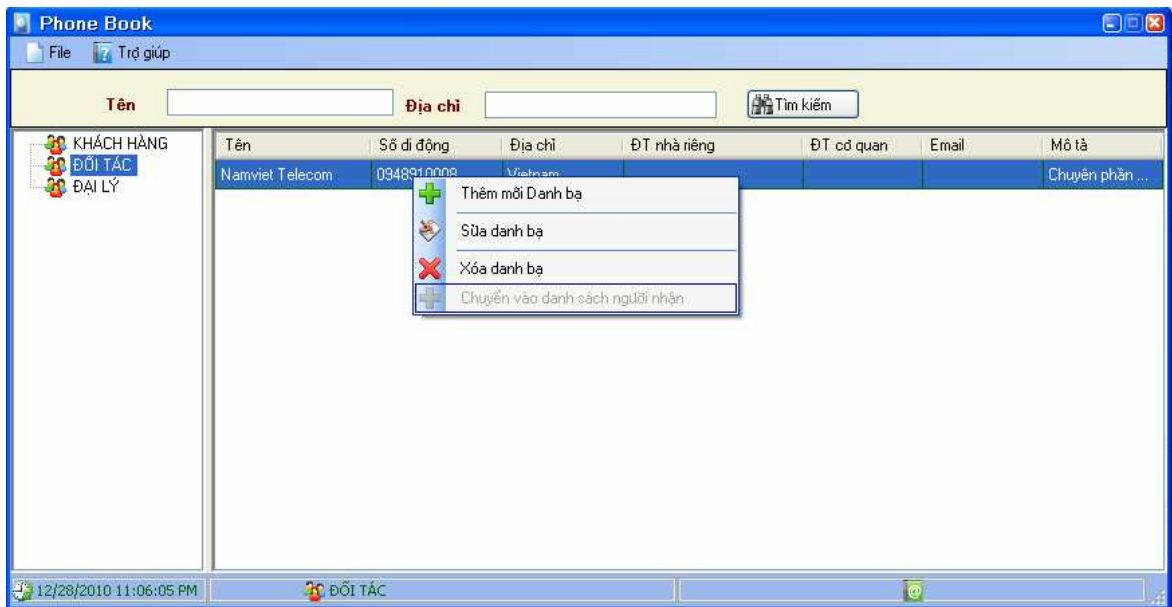 Phone Book
File Trợ giúp
Tên Địa chỉ Tìm kiếm
KHÁCH HÀNG
ĐỐI TÁC
ĐẠI LÝ
Tên Số di động Địa chỉ ĐT nhà riêng ĐT cơ quan Email Mô tả
Namviet Telecom 0948910008 Vietnam Chuyên phần ...
Thêm mới Danh bạ
Sửa danh bạ
Xóa danh bạ
Chuyển vào danh sách người nhận
12/28/2010 11:06:05 PM ĐỐI TÁC